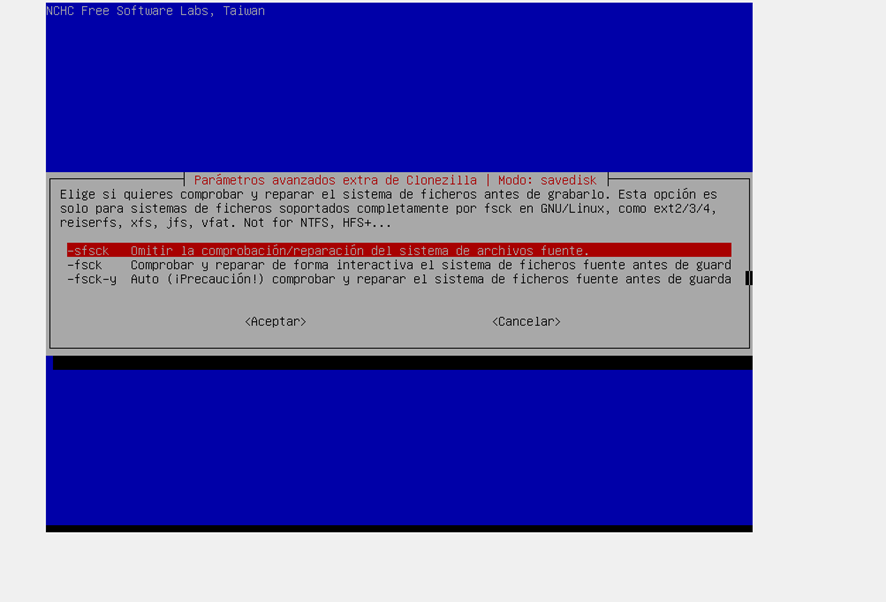 NCHC Free Software Labs, Taiwan
Parámetros avanzados extra de Clonezilla | Modo: savedisk
Elige si quieres comprobar y reparar el sistema de ficheros antes de grabarlo. Esta opción es
solo para sistemas de ficheros soportados completamente por fsck en GNU/Linux, como ext2/3/4,
reiserfs, xfs, jfs, vfat. Not for NTFS, HFS+...
-sfsck Omitir la comprobación/reparación del sistema de archivos fuente.
-fsck Comprobar y reparar de forma interactiva el sistema de ficheros fuente antes de guard
-fsck-y Auto (¡Precaución!) comprobar y reparar el sistema de ficheros fuente antes de guarda
<Aceptar> <Cancelar>